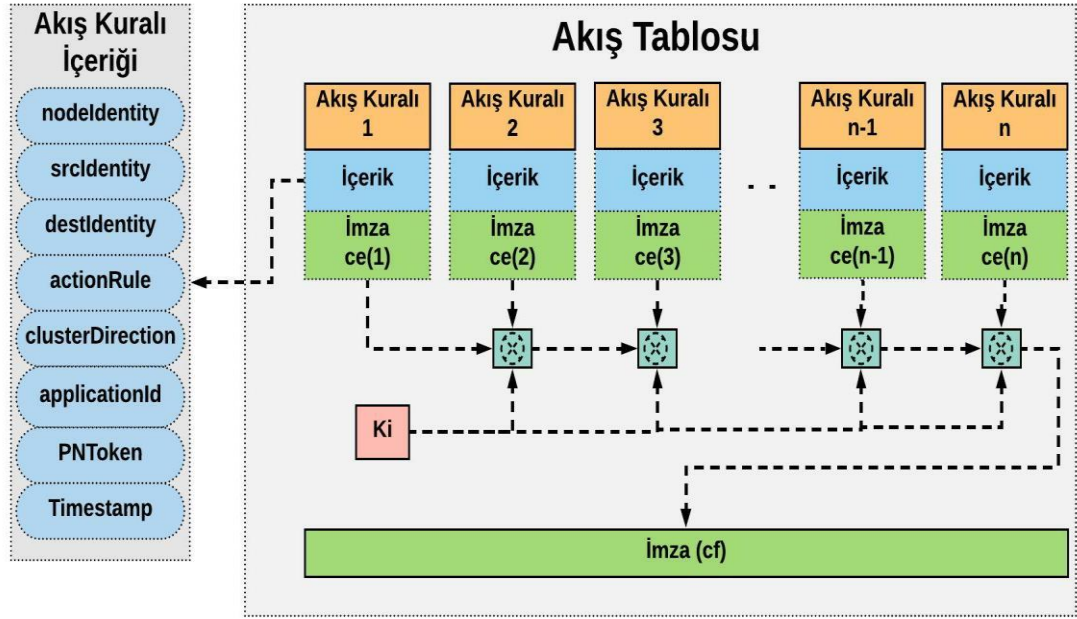 Akış Kuralı
İçeriği
nodeIdentity
srcIdentity
destIdentity
actionRule
clusterDirection
applicationId
PNToken
Timestamp
Akış Tablosu
Akış Kuralı
1
Akış Kuralı
2
Akış Kuralı
3
Akış Kuralı
n-1
Akış Kuralı
n
İçerik
İçerik
İçerik
. .
İçerik
İçerik
İmza
ce(1)
İmza
ce(2)
İmza
ce(3)
İmza
ce(n-1)
İmza
ce(n)
Ki
İmza (cf)